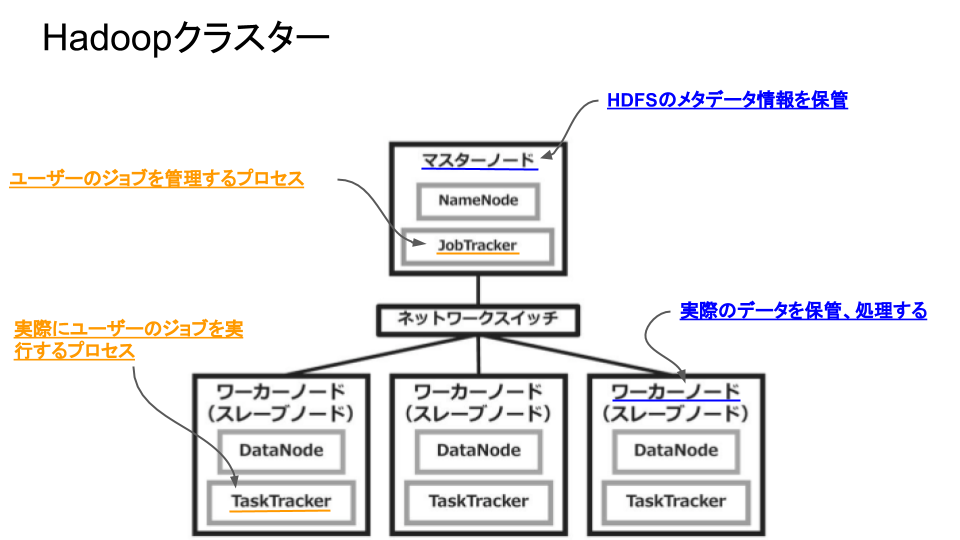 Hadoopクラスター
HDFSのメタデータ情報を保管
マスターノード
ユーザーのジョブを管理するプロセス
NameNode
JobTracker
ネットワークスイッチ
実際のデータを保管、処理する
実際にユーザーのジョブを実
行するプロセス
ワーカーノード
(スレーブノード)
DataNode
TaskTracker
ワーカーノード
(スレーブノード)
DataNode
TaskTracker
ワーカーノード
(スレーブノード)
DataNode
TaskTracker